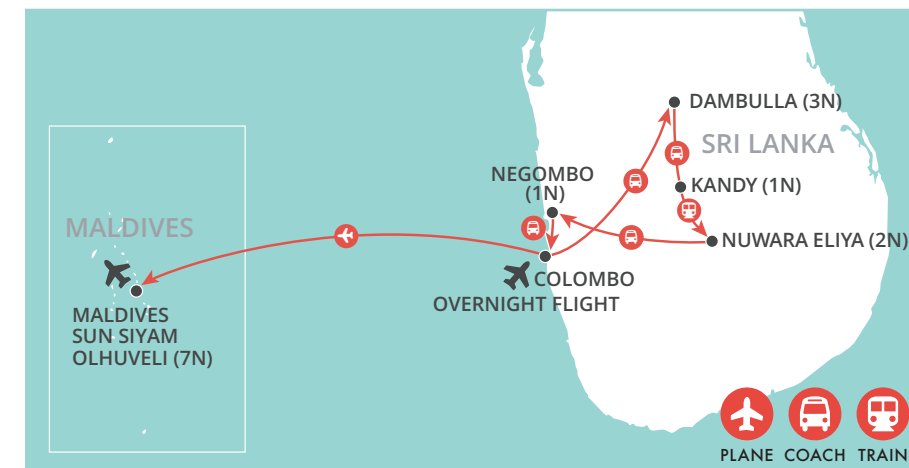 DAMBULLA (3N)
SRI LANKA
NEGOMBO
(1N)
KANDY (1N)
MALDIVES
NUWARA ELIYA (2N)
COLOMBO
OVERNIGHT FLIGHT
MALDIVES
SUN SIYAM
OLHUVELI (7N)
PLANE COACH TRAIN